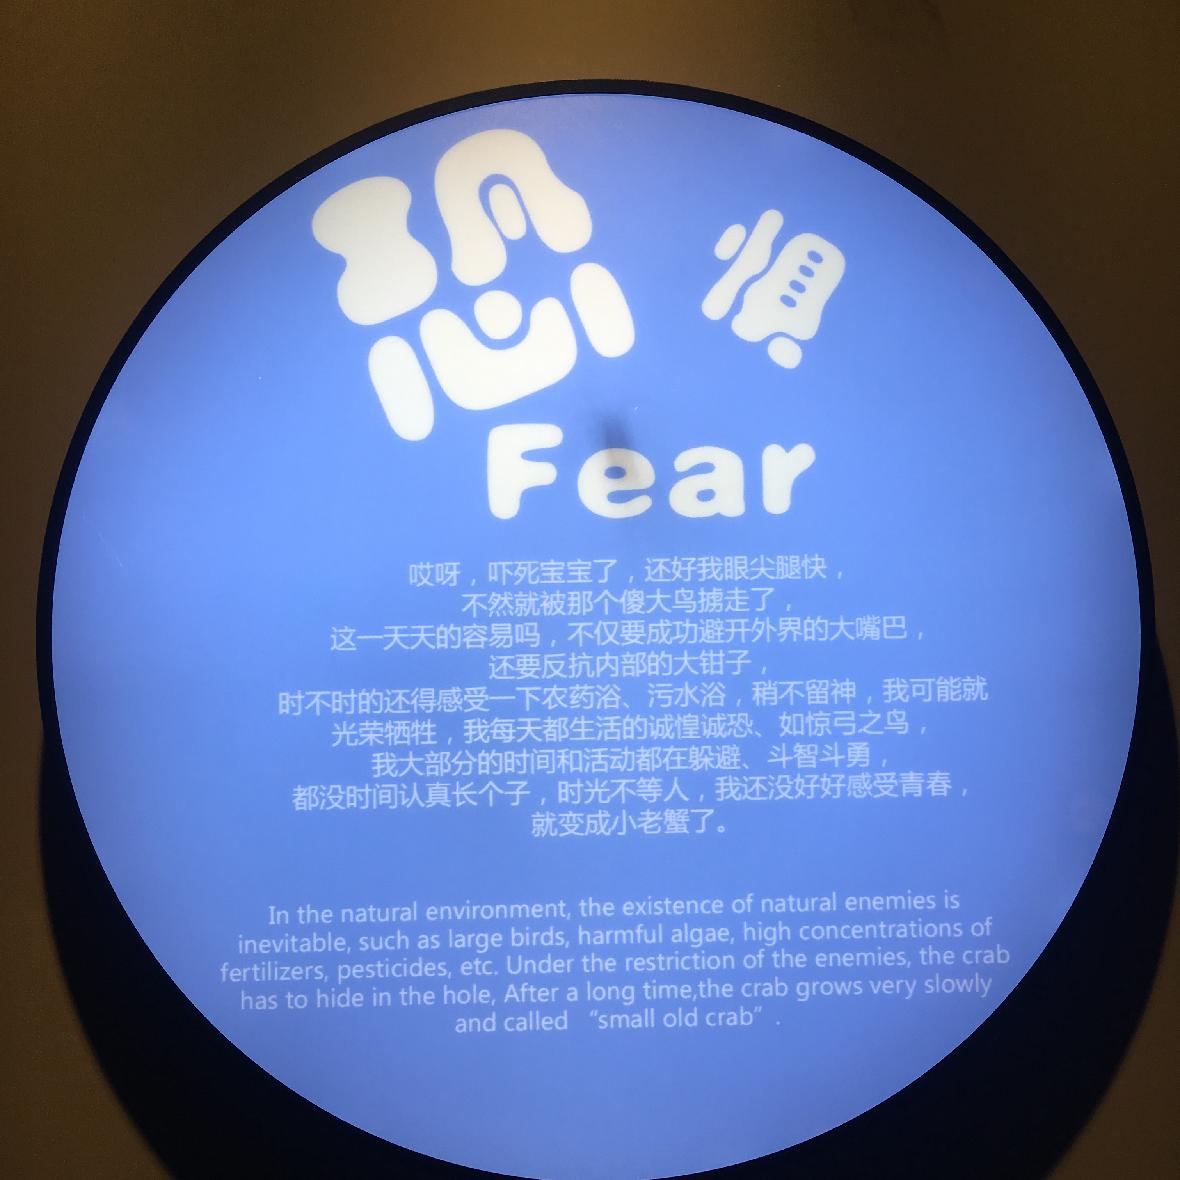 恐惧
Fear
哎呀，吓死宝宝了，还好我眼尖腿快，
不然就被那个傻大鸟掳走了，
这一天天的容易吗，不仅要成功避开外界的大嘴巴，
还要反抗内部的大钳子，
时不时的还得感受一下农药浴、污水浴，稍不留神，我可能就
光荣牺牲，我每天都生活的诚惶诚恐、如惊弓之鸟，
我大部分的时间和活动都在躲避、斗智斗勇，
都没时间认真长个子，时光不等人，我还没好好感受青春，
就变成小老蟹了。
In the natural environment, the existence of natural enemies is
inevitable, such as large birds, harmful algae, high concentrations of
fertilizers, pesticides, etc. Under the restriction of the enemies, the crab
has to hide in the hole, After a long time,the crab grows very slowly
and called “small old crab”.